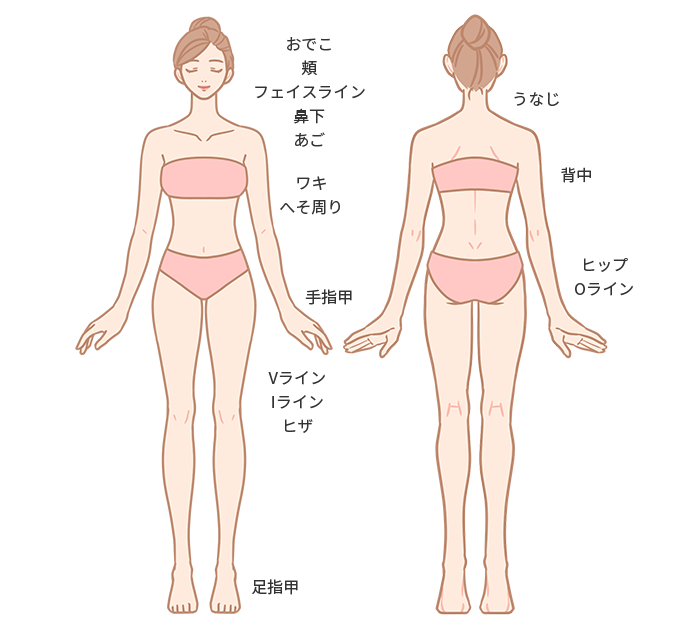 おでこ
頬
フェイスライン
鼻下
あご
ワキ
へそ周り
手指甲
Vライン
Iライン
ヒザ
足指甲
うなじ
背中
ヒップ
Oライン